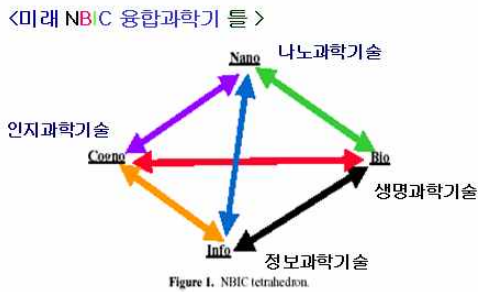 <미래 NBIC 융합과학기 틀 >
Nano
나노과학기술
인지과학기술
Cogno
Bio
생명과학기술
Info
정보과학기술
Figure 1. NBIC tetrahedron.